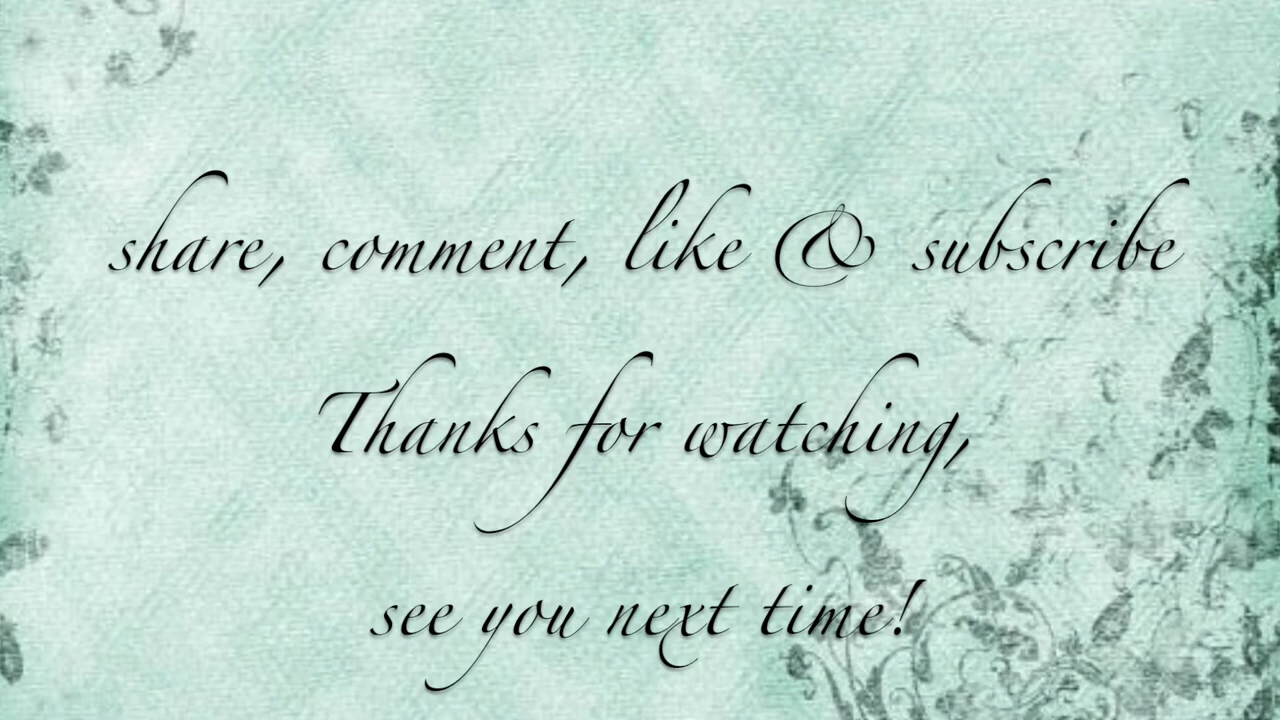 share, comment, like & subscribe
Thanks for watching,
see you next time!